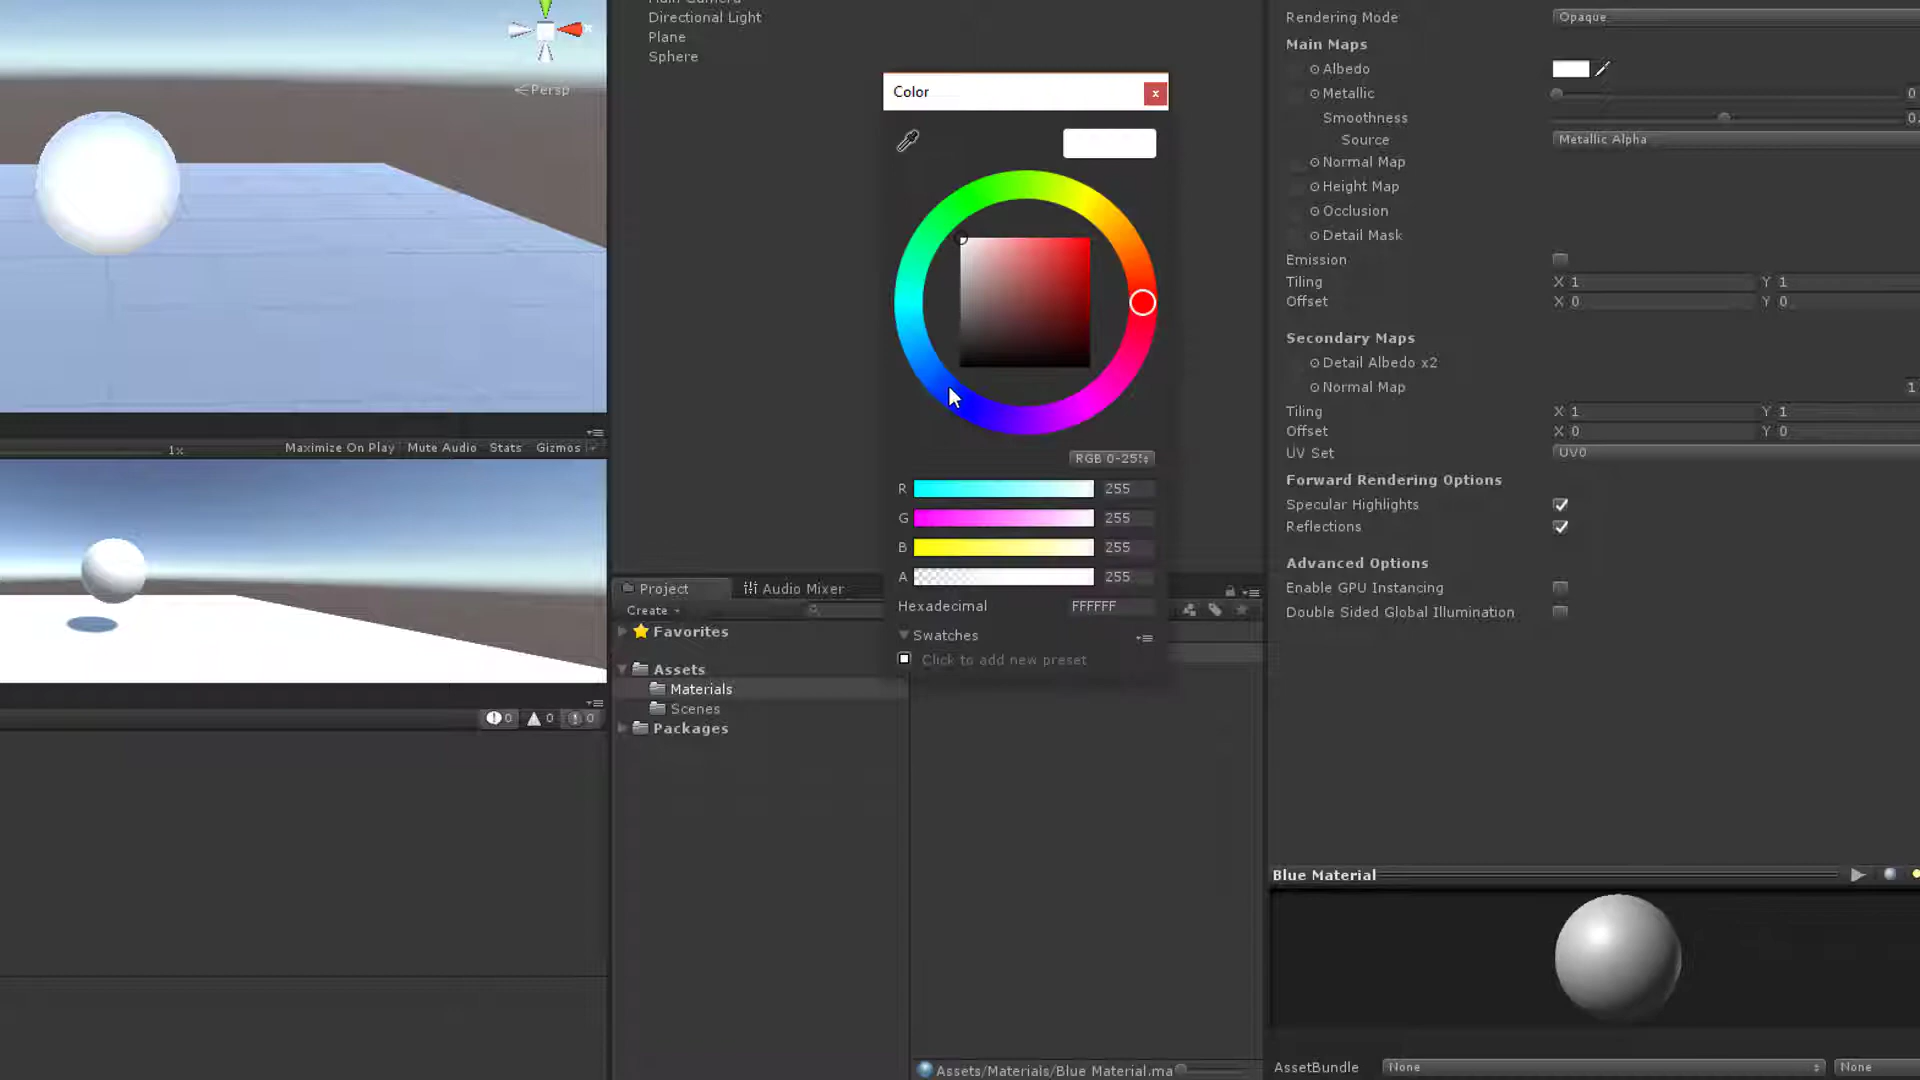 Directional Light
Plane
Sphere
Persp
1x
Maximize On Play
Mute Audio
Stats
Gizmos
0
0
0
Color
RGB 0-25
R
255
G
255
B
255
A
255
Hexadecimal
FFFFFF
Swatches
Click to add new preset
Project
Audio Mixer
Create
Favorites
Assets
Materials
Scenes
Packages
Assets/Materials/Blue Material.ma
Rendering Mode
Opaque
Main Maps
Albedo
Metallic
0
Smoothness
0.
Source
Metallic Alpha
Normal Map
Height Map
Occlusion
Detail Mask
Emission
Tiling
X 1
Y 1
Offset
X 0
Y 0
Secondary Maps
Detail Albedo x2
Normal Map
1
Tiling
X 1
Y 1
Offset
X 0
Y 0
UV Set
UV0
Forward Rendering Options
Specular Highlights
Reflections
Advanced Options
Enable GPU Instancing
Double Sided Global Illumination
Blue Material
AssetBundle
None
None